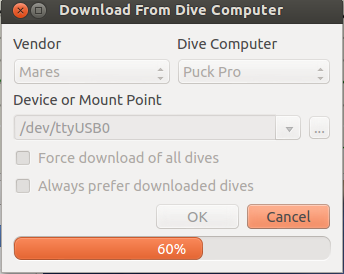 Download From Dive Computer
Vendor Dive Computer
Mares Puck Pro
Device or Mount Point
/dev/ttyUSB0 ...
Force download of all dives
Always prefer downloaded dives
OK Cancel
60%